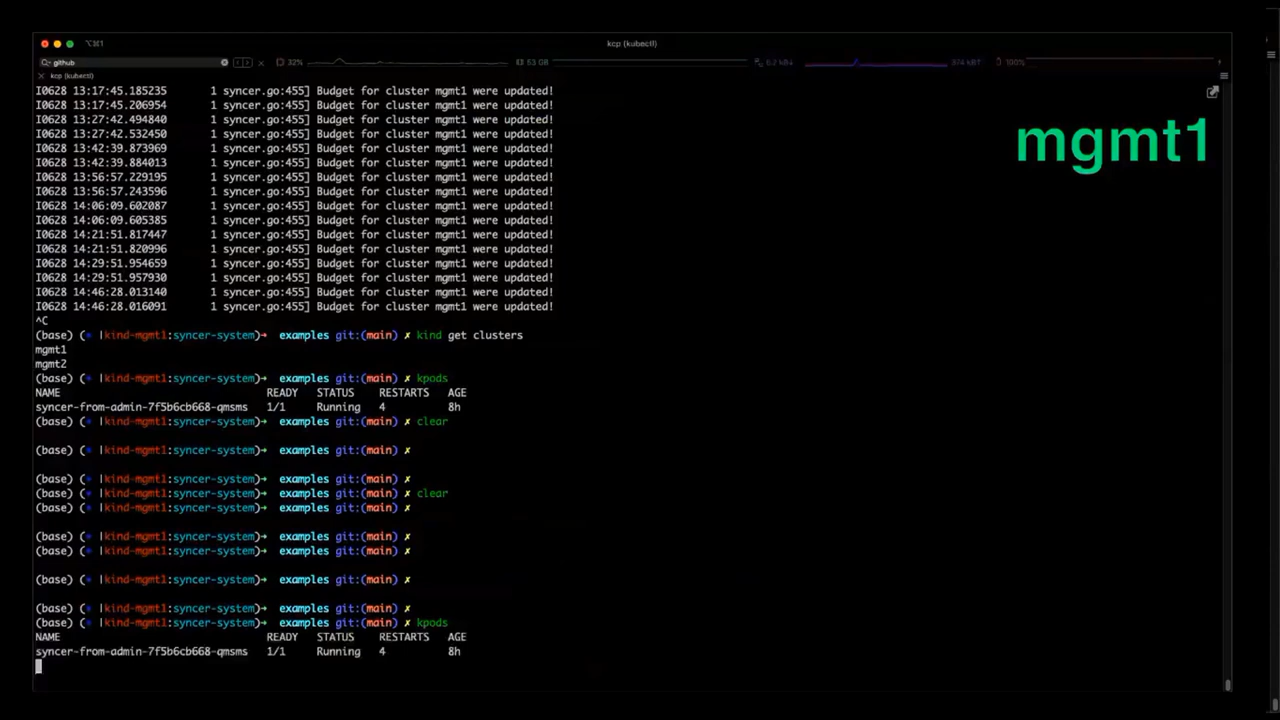 ⌥⌘1
kcp (kubectl)
github
32%
53 GB
6.2 kB↓
374 kB↑
100%
kcp (kubectl)
mgmt1
I0628 13:17:45.185235 1 syncer.go:455] Budget for cluster mgmt1 were updated!
I0628 13:17:45.206954 1 syncer.go:455] Budget for cluster mgmt1 were updated!
I0628 13:27:42.494840 1 syncer.go:455] Budget for cluster mgmt1 were updated!
I0628 13:27:42.532450 1 syncer.go:455] Budget for cluster mgmt1 were updated!
I0628 13:42:39.873969 1 syncer.go:455] Budget for cluster mgmt1 were updated!
I0628 13:42:39.884013 1 syncer.go:455] Budget for cluster mgmt1 were updated!
I0628 13:56:57.229195 1 syncer.go:455] Budget for cluster mgmt1 were updated!
I0628 13:56:57.243596 1 syncer.go:455] Budget for cluster mgmt1 were updated!
I0628 14:06:09.602087 1 syncer.go:455] Budget for cluster mgmt1 were updated!
I0628 14:06:09.605385 1 syncer.go:455] Budget for cluster mgmt1 were updated!
I0628 14:21:51.817447 1 syncer.go:455] Budget for cluster mgmt1 were updated!
I0628 14:21:51.820996 1 syncer.go:455] Budget for cluster mgmt1 were updated!
I0628 14:29:51.954659 1 syncer.go:455] Budget for cluster mgmt1 were updated!
I0628 14:29:51.957930 1 syncer.go:455] Budget for cluster mgmt1 were updated!
I0628 14:46:28.013140 1 syncer.go:455] Budget for cluster mgmt1 were updated!
I0628 14:46:28.016091 1 syncer.go:455] Budget for cluster mgmt1 were updated!
^C
(base) (⎈ |kind-mgmt1:syncer-system)→ examples git:(main) ✗ kind get clusters
mgmt1
mgmt2
(base) (⎈ |kind-mgmt1:syncer-system)→ examples git:(main) ✗ kpods
NAME READY STATUS RESTARTS AGE
syncer-from-admin-7f5b6cb668-qmsms 1/1 Running 4 8h
(base) (⎈ |kind-mgmt1:syncer-system)→ examples git:(main) ✗ clear
(base) (⎈ |kind-mgmt1:syncer-system)→ examples git:(main) ✗
(base) (⎈ |kind-mgmt1:syncer-system)→ examples git:(main) ✗
(base) (⎈ |kind-mgmt1:syncer-system)→ examples git:(main) ✗ clear
(base) (⎈ |kind-mgmt1:syncer-system)→ examples git:(main) ✗
(base) (⎈ |kind-mgmt1:syncer-system)→ examples git:(main) ✗
(base) (⎈ |kind-mgmt1:syncer-system)→ examples git:(main) ✗
(base) (⎈ |kind-mgmt1:syncer-system)→ examples git:(main) ✗
(base) (⎈ |kind-mgmt1:syncer-system)→ examples git:(main) ✗
(base) (⎈ |kind-mgmt1:syncer-system)→ examples git:(main) ✗ kpods
NAME READY STATUS RESTARTS AGE
syncer-from-admin-7f5b6cb668-qmsms 1/1 Running 4 8h